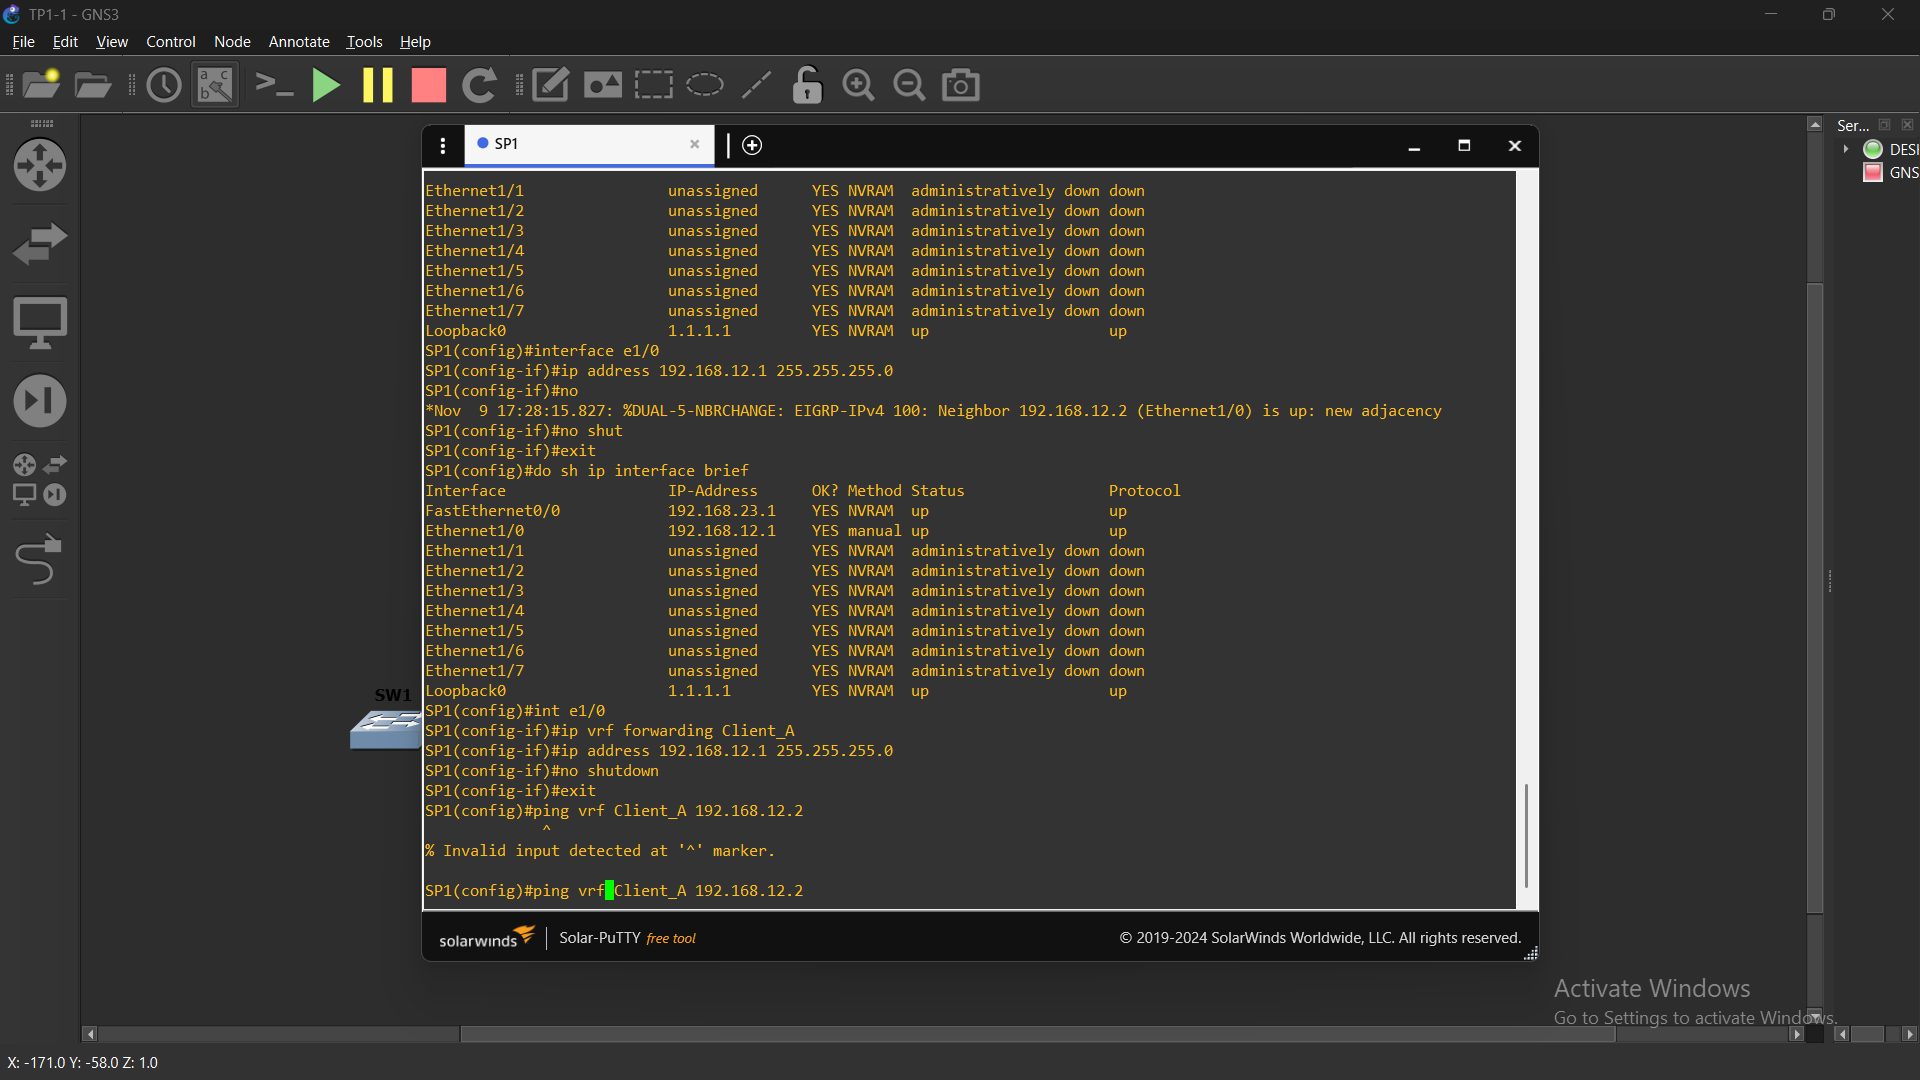 TP1-1 - GNS3
File Edit View Control Node Annotate Tools Help
SP1
Ser...
DESH
GNS
Ethernet1/1 unassigned YES NVRAM administratively down down
Ethernet1/2 unassigned YES NVRAM administratively down down
Ethernet1/3 unassigned YES NVRAM administratively down down
Ethernet1/4 unassigned YES NVRAM administratively down down
Ethernet1/5 unassigned YES NVRAM administratively down down
Ethernet1/6 unassigned YES NVRAM administratively down down
Ethernet1/7 unassigned YES NVRAM administratively down down
Loopback0 1.1.1.1 YES NVRAM up up
SP1(config)#interface e1/0
SP1(config-if)#ip address 192.168.12.1 255.255.255.0
SP1(config-if)#no
*Nov  9 17:28:15.827: %DUAL-5-NBRCHANGE: EIGRP-IPv4 100: Neighbor 192.168.12.2 (Ethernet1/0) is up: new adjacency
SP1(config-if)#no shut
SP1(config-if)#exit
SP1(config)#do sh ip interface brief
Interface IP-Address OK? Method Status Protocol
FastEthernet0/0 192.168.23.1 YES NVRAM up up
Ethernet1/0 192.168.12.1 YES manual up up
Ethernet1/1 unassigned YES NVRAM administratively down down
Ethernet1/2 unassigned YES NVRAM administratively down down
Ethernet1/3 unassigned YES NVRAM administratively down down
Ethernet1/4 unassigned YES NVRAM administratively down down
Ethernet1/5 unassigned YES NVRAM administratively down down
Ethernet1/6 unassigned YES NVRAM administratively down down
Ethernet1/7 unassigned YES NVRAM administratively down down
Loopback0 1.1.1.1 YES NVRAM up up
SP1(config)#int e1/0
SP1(config-if)#ip vrf forwarding Client_A
SP1(config-if)#ip address 192.168.12.1 255.255.255.0
SP1(config-if)#no shutdown
SP1(config-if)#exit
SP1(config)#ping vrf Client_A 192.168.12.2
^
% Invalid input detected at '^' marker.
SP1(config)#ping vrf Client_A 192.168.12.2
SW1
solarwinds Solar-PuTTY free tool © 2019-2024 SolarWinds Worldwide, LLC. All rights reserved.
Activate Windows
Go to Settings to activate Windows.
X: -171.0 Y: -58.0 Z: 1.0